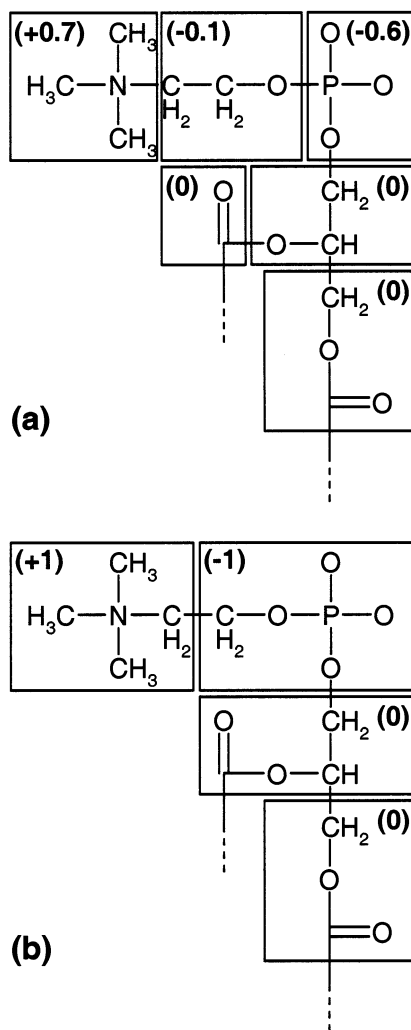 (+0.7) CH3 (-0.1) O (-0.6)
H3C N C H2 C H2 O P O
CH3 O
(0) O CH2 (0)
O CH
CH2 (0)
O
O
(a)
(+1) CH3 (-1) O
H3C N C H2 C H2 O P O
CH3 O
O CH2 (0)
O CH
CH2 (0)
O
O
(b)